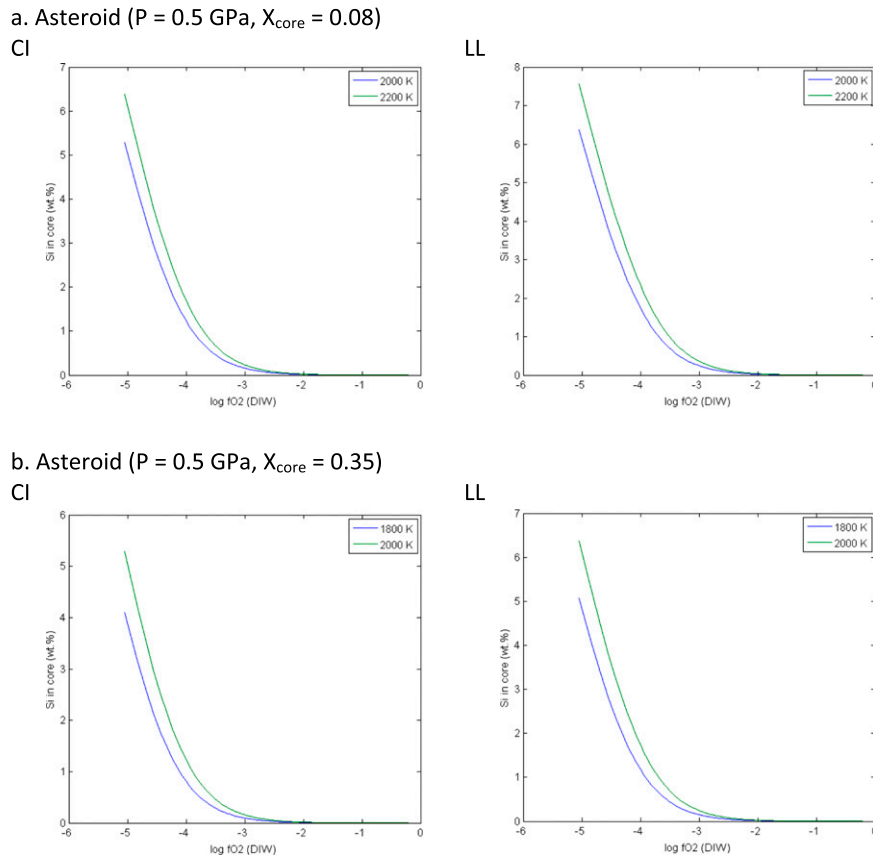 a. Asteroid (P = 0.5 GPa, Xcore = 0.08)
CI
LL
7
6
5
4
3
2
1
0
Si in core (wt.%)
2000 K
2200 K
-6
-5
-4
-3
-2
-1
0
log fO2 (DIW)
8
7
6
5
4
3
2
1
0
Si in core (wt.%)
2000 K
2200 K
-6
-5
-4
-3
-2
-1
0
log fO2 (DIW)
b. Asteroid (P = 0.5 GPa, Xcore = 0.35)
CI
LL
6
5
4
3
2
1
0
Si in core (wt.%)
1800 K
2000 K
-6
-5
-4
-3
-2
-1
0
log fO2 (DIW)
7
6
5
4
3
2
1
0
Si in core (wt.%)
1800 K
2000 K
-6
-5
-4
-3
-2
-1
0
log fO2 (DIW)